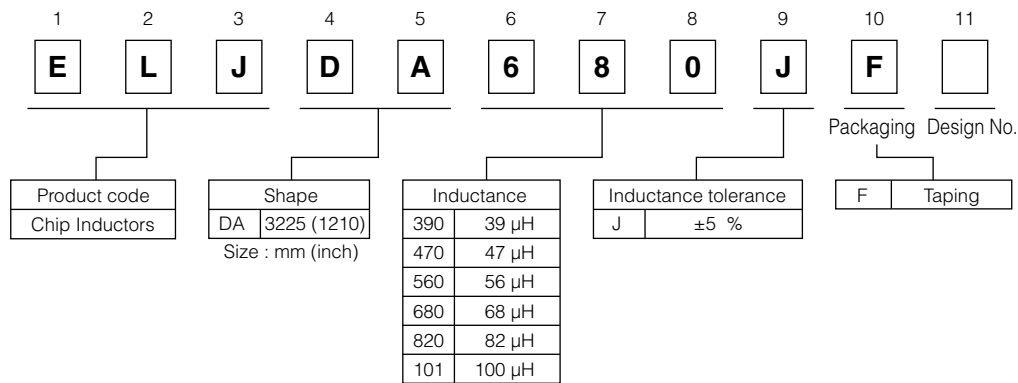 1 2 3 4 5 6 7 8 9 10 11
E L J D A 6 8 0 J F
Packaging Design No.
Product code
Chip Inductors
Shape
DA 3225 (1210)
Size : mm (inch)
Inductance
390 39 µH
470 47 µH
560 56 µH
680 68 µH
820 82 µH
101 100 µH
Inductance tolerance
J ±5 %
F Taping